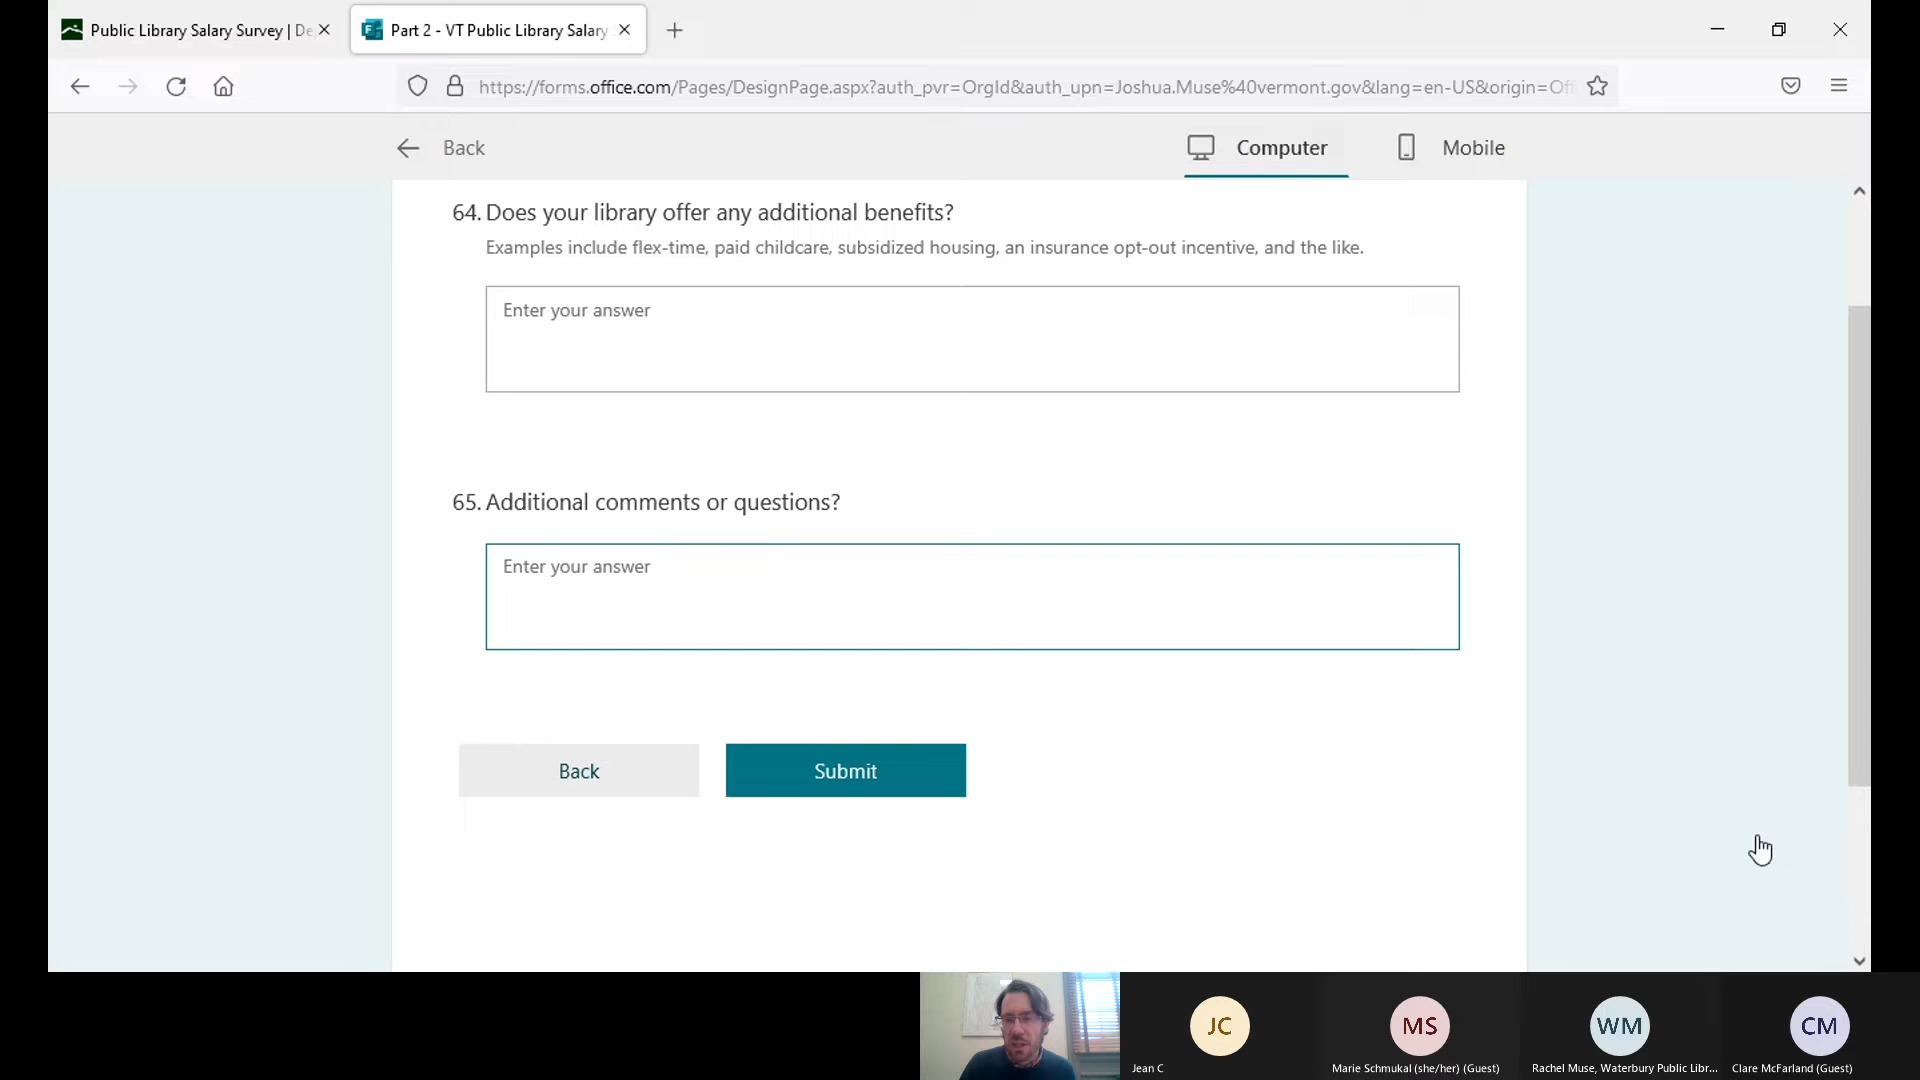 Public Library Salary Survey | De
Part 2 - VT Public Library Salary
https://forms.office.com/Pages/DesignPage.aspx?auth_pvr=OrgId&auth_upn=Joshua.Muse%40vermont.gov&lang=en-US&origin=Off
Back
Computer
Mobile
64. Does your library offer any additional benefits?
Examples include flex-time, paid childcare, subsidized housing, an insurance opt-out incentive, and the like.
Enter your answer
65. Additional comments or questions?
Enter your answer
Back
Submit
JC
MS
WM
CM
Jean C
Marie Schmukal (she/her) (Guest)
Rachel Muse, Waterbury Public Libr...
Clare McFarland (Guest)